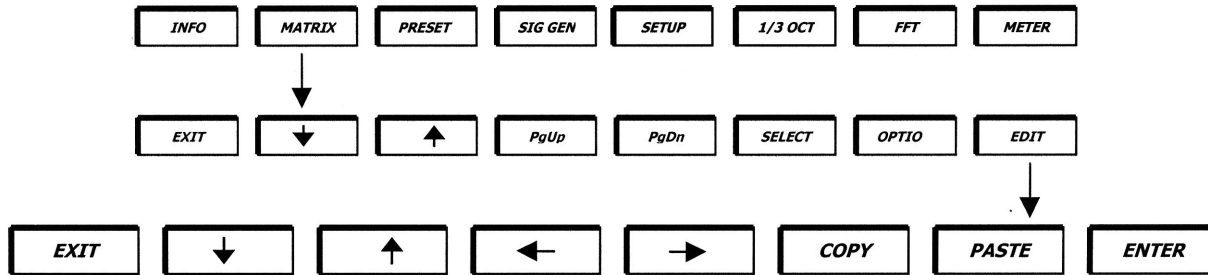 INFO MATRIX PRESET SIG GEN SETUP 1/3 OCT FFT METER
EXIT PgUp PgDn SELECT OPTIO EDIT
EXIT COPY PASTE ENTER